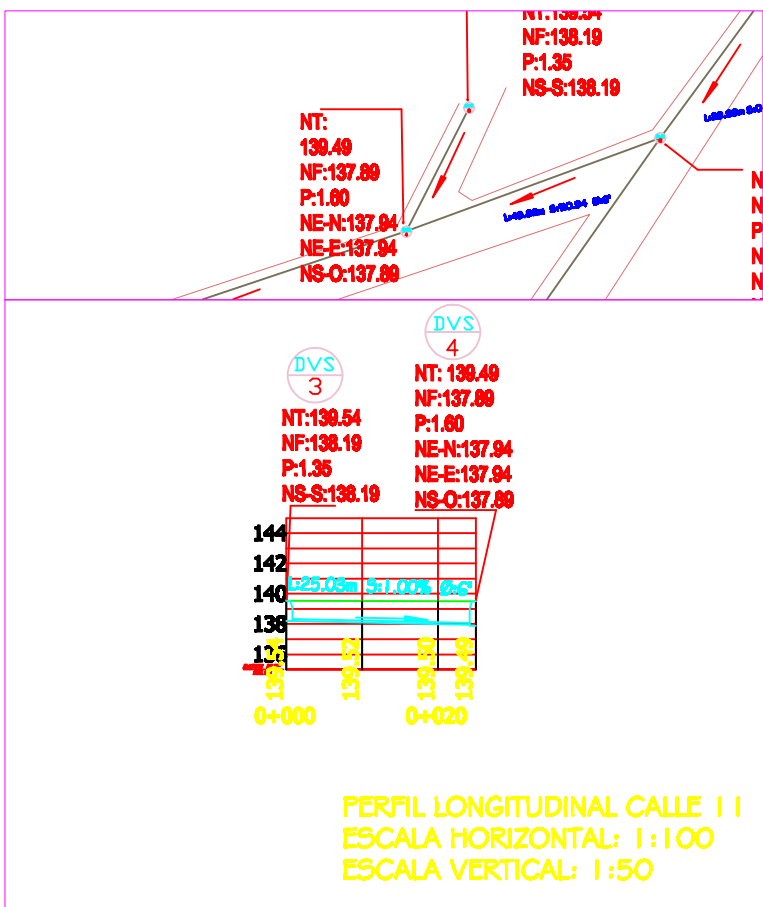 NT:139.54
NF:138.19
P:1.35
NS-S:138.19
NT:
139.49
NF:137.89
P:1.60
NE-N:137.94
NE-E:137.94
NS-O:137.89
N
N
P
N
N
DVS
4
NT: 139.49
NF:137.89
P:1.60
NE-N:137.94
NE-E:137.94
NS-O:137.89
DVS
3
NT:139.54
NF:138.19
P:1.35
NS-S:138.19
144
142
140
138
L:25.03m S:1.00% Ø:6"
139.54
139.52
139.50
139.49
0+000
0+020
PERFIL LONGITUDINAL CALLE 11
ESCALA HORIZONTAL: 1:100
ESCALA VERTICAL: 1:50